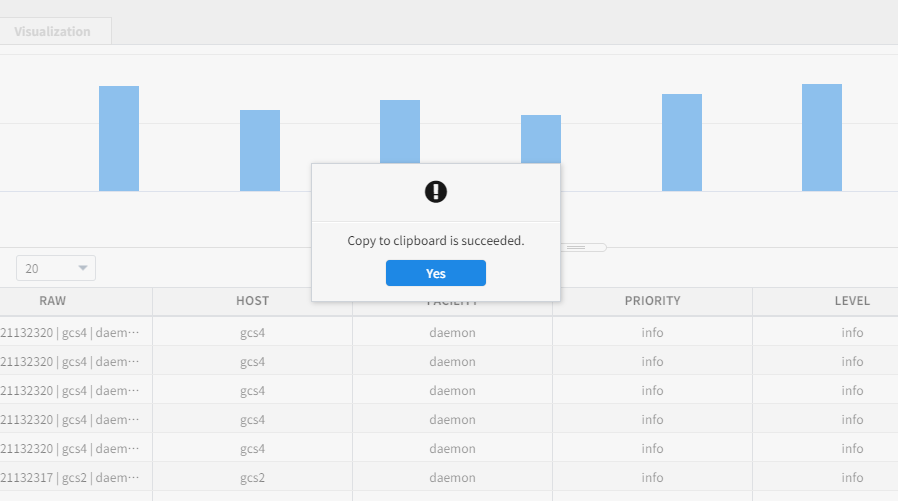 Visualization
Copy to clipboard is succeeded.
Yes
20
RAW HOST FACILITY PRIORITY LEVEL
21132320 | gcs4 | daem··· gcs4 daemon info info
21132320 | gcs4 | daem··· gcs4 daemon info info
21132320 | gcs4 | daem··· gcs4 daemon info info
21132320 | gcs4 | daem··· gcs4 daemon info info
21132320 | gcs4 | daem··· gcs4 daemon info info
21132317 | gcs2 | daem··· gcs2 daemon info info